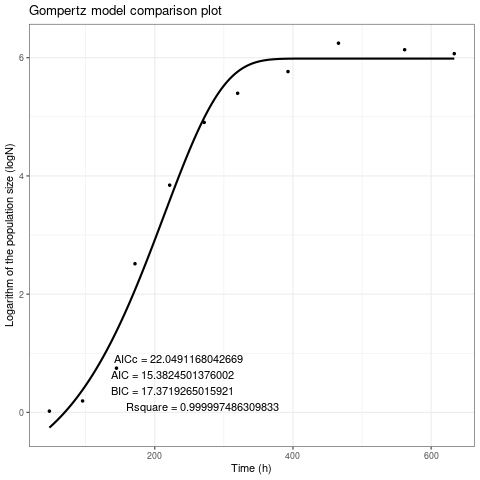 Gompertz model comparison plot
6
4
2
0
Logarithm of the population size (logN)
AICc = 22.0491168042669
AIC = 15.3824501376002
BIC = 17.3719265015921
Rsquare = 0.999997486309833
200
400
600
Time (h)